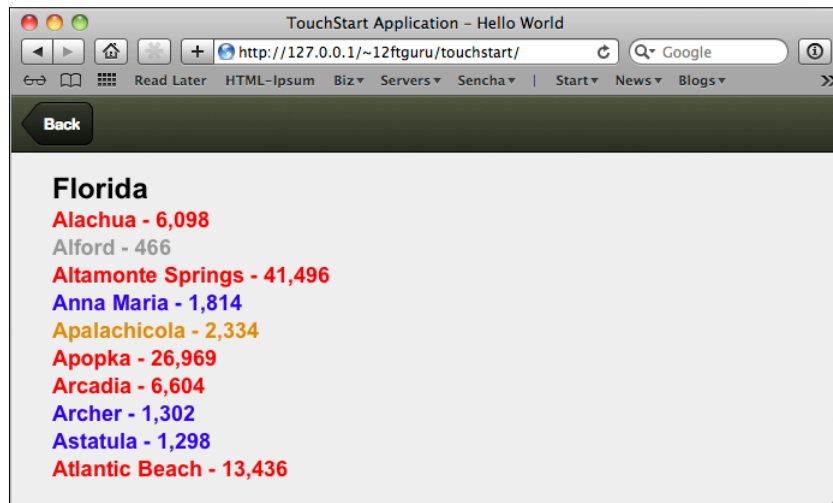 TouchStart Application – Hello World
http://127.0.0.1/~12ftguru/touchstart/ Google
Read Later HTML-Ipsum Biz Servers Sencha | Start News Blogs »
Back
Florida
Alachua - 6,098
Alford - 466
Altamonte Springs - 41,496
Anna Maria - 1,814
Apalachicola - 2,334
Apopka - 26,969
Arcadia - 6,604
Archer - 1,302
Astatula - 1,298
Atlantic Beach - 13,436